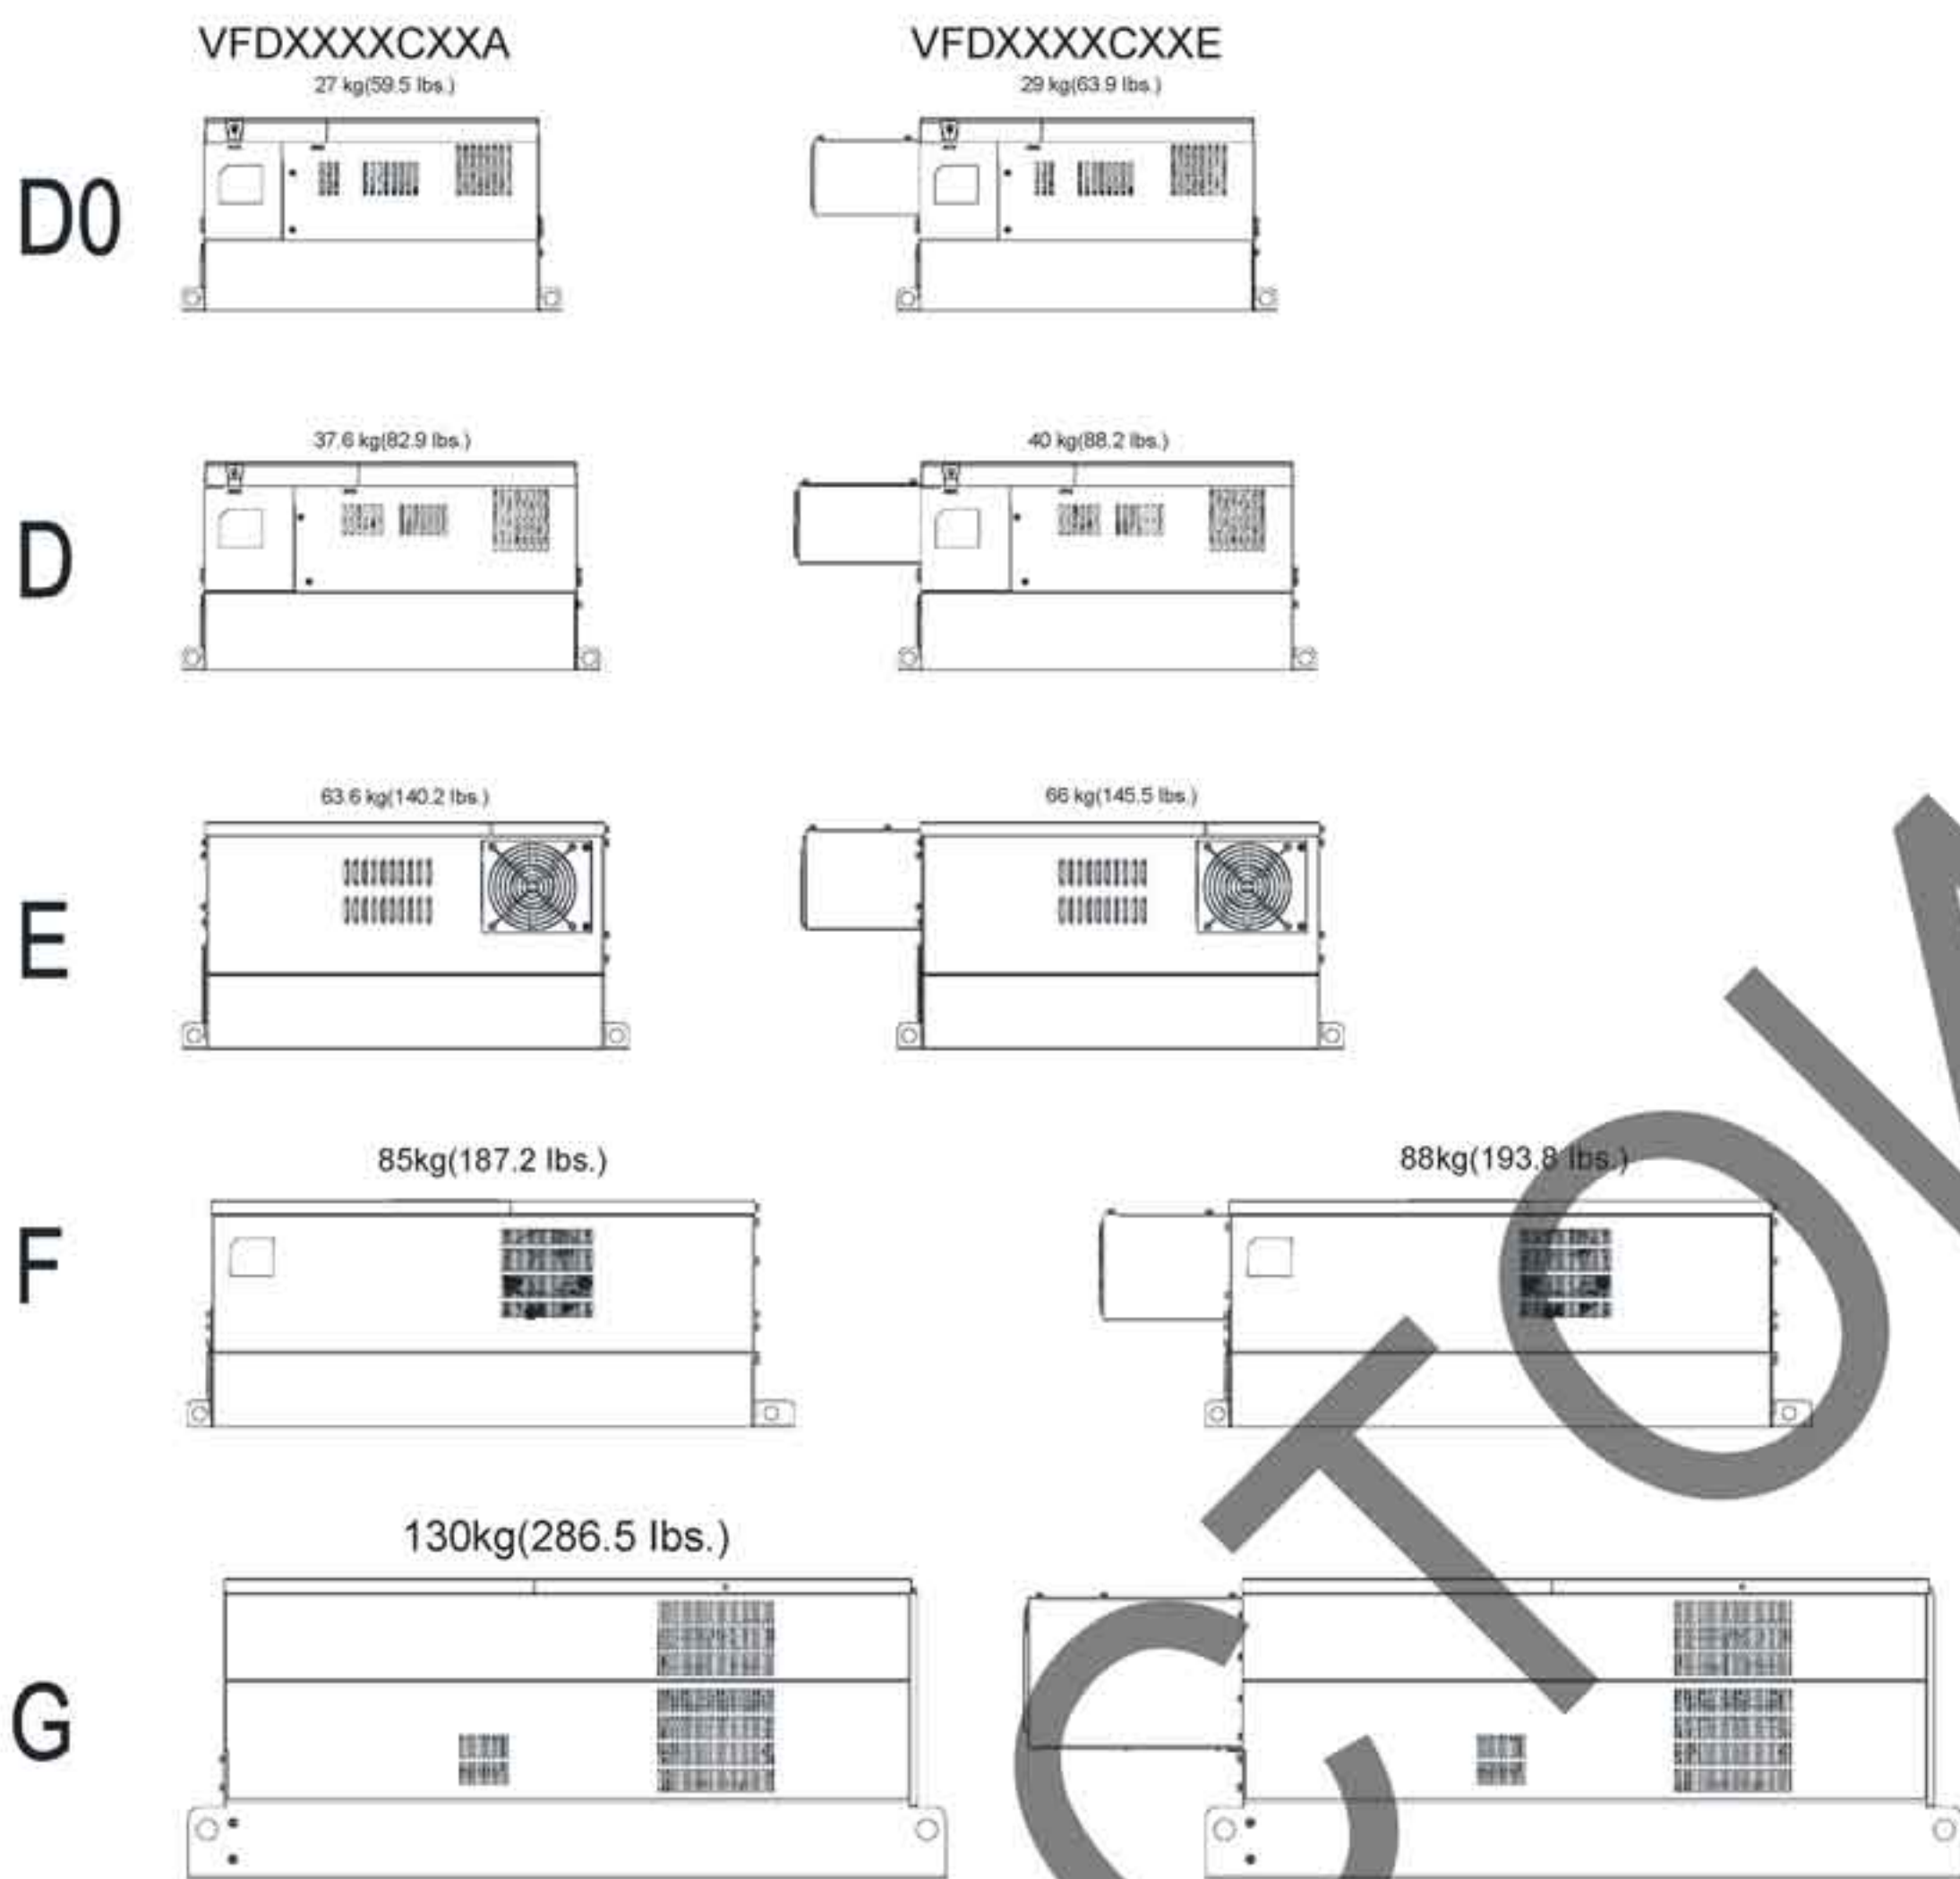 VFDXXXXCXXA VFDXXXXCXXE
27 kg(59.5 lbs.) 29 kg(63.9 lbs.)
D0
37.6 kg(82.9 lbs.) 40 kg(88.2 lbs.)
D
63.6 kg(140.2 lbs.) 66 kg(145.5 lbs.)
E
85kg(187.2 lbs.) 88kg(193.8 lbs.)
F
130kg(286.5 lbs.)
G